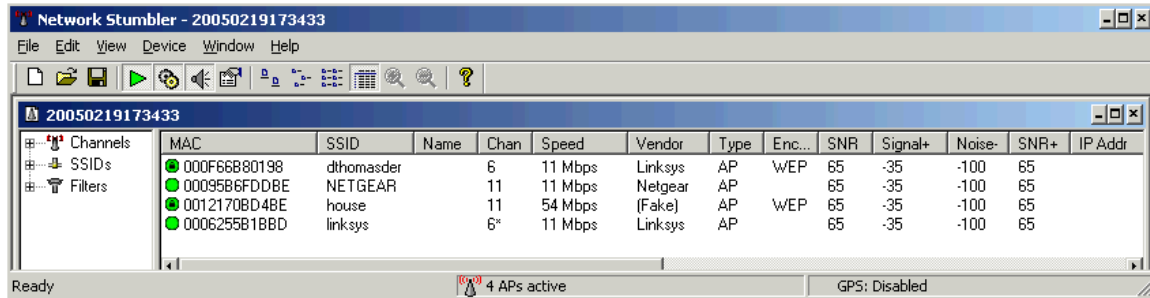 Network Stumbler - 20050219173433
File Edit View Device Window Help
20050219173433
Channels
SSIDs
Filters
MAC SSID Name Chan Speed Vendor Type Enc... SNR Signal+ Noise- SNR+ IP Addr
000F66B80198 dthomasder 6 11 Mbps Linksys AP WEP 65 -35 -100 65
00095B6FDDBE NETGEAR 11 11 Mbps Netgear AP 65 -35 -100 65
0012170BD4BE house 11 54 Mbps (Fake) AP WEP 65 -35 -100 65
0006255B1BBD linksys 6* 11 Mbps Linksys AP 65 -35 -100 65
Ready 4 APs active GPS: Disabled